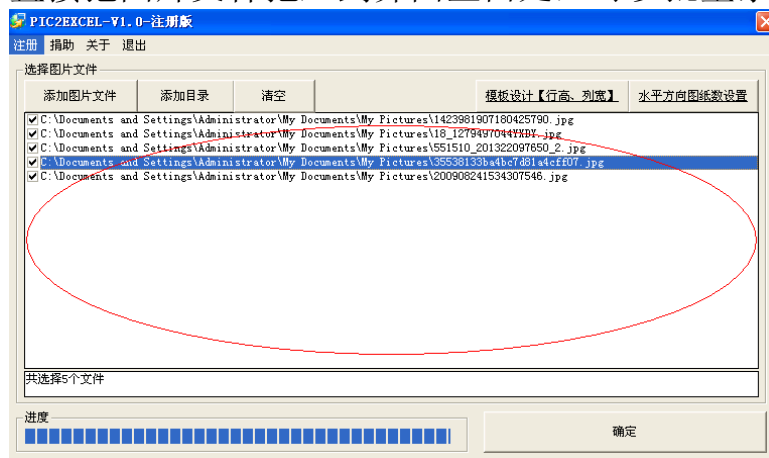 PIC2EXCEL-V1.0-注册版
注册 捐助 关于 退出
选择图片文件
添加图片文件 添加目录 清空 模板设计【行高、列宽】 水平方向图纸数设置
C:\Documents and Settings\Administrator\My Documents\My Pictures\1423981907180425790.jpg
C:\Documents and Settings\Administrator\My Documents\My Pictures\18_1279497044YXDY.jpg
C:\Documents and Settings\Administrator\My Documents\My Pictures\551510_201322097650_2.jpg
C:\Documents and Settings\Administrator\My Documents\My Pictures\35538133ba4bc7d81a4cff07.jpg
C:\Documents and Settings\Administrator\My Documents\My Pictures\200908241534307546.jpg
共选择5个文件
进度
确定